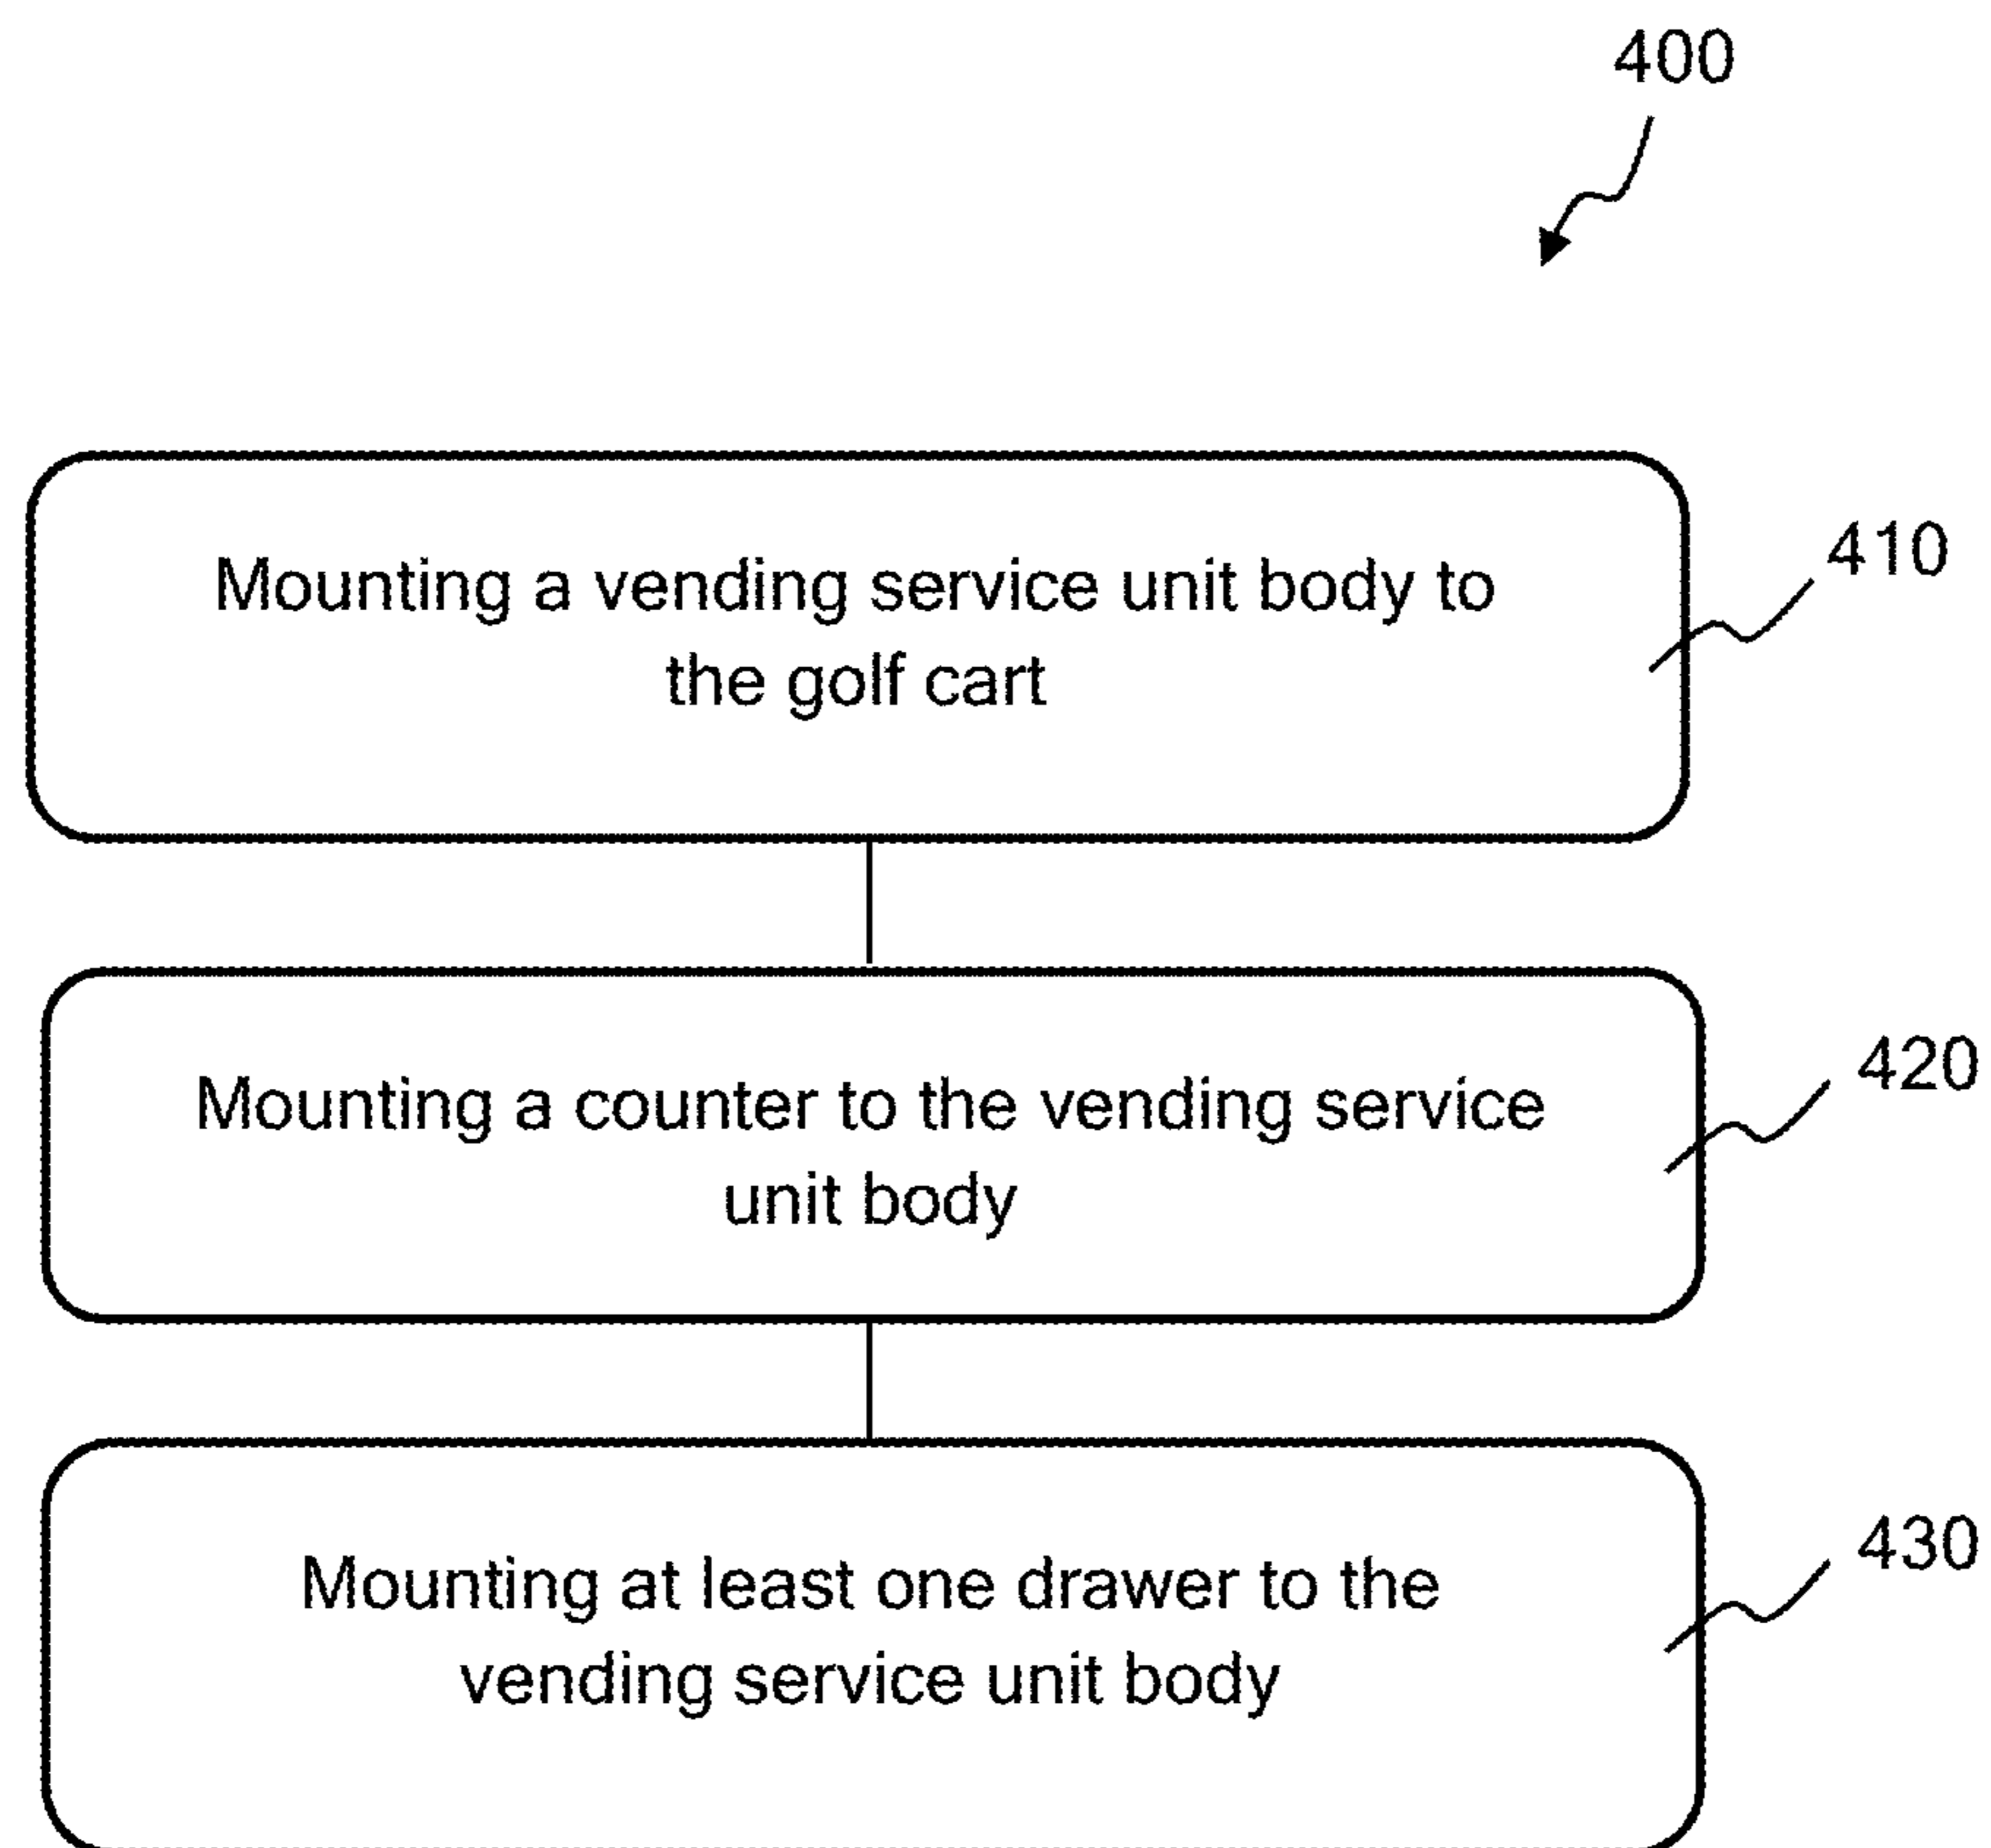 400
Mounting a vending service unit body to
the golf cart
410
Mounting a counter to the vending service
unit body
420
Mounting at least one drawer to the
vending service unit body
430